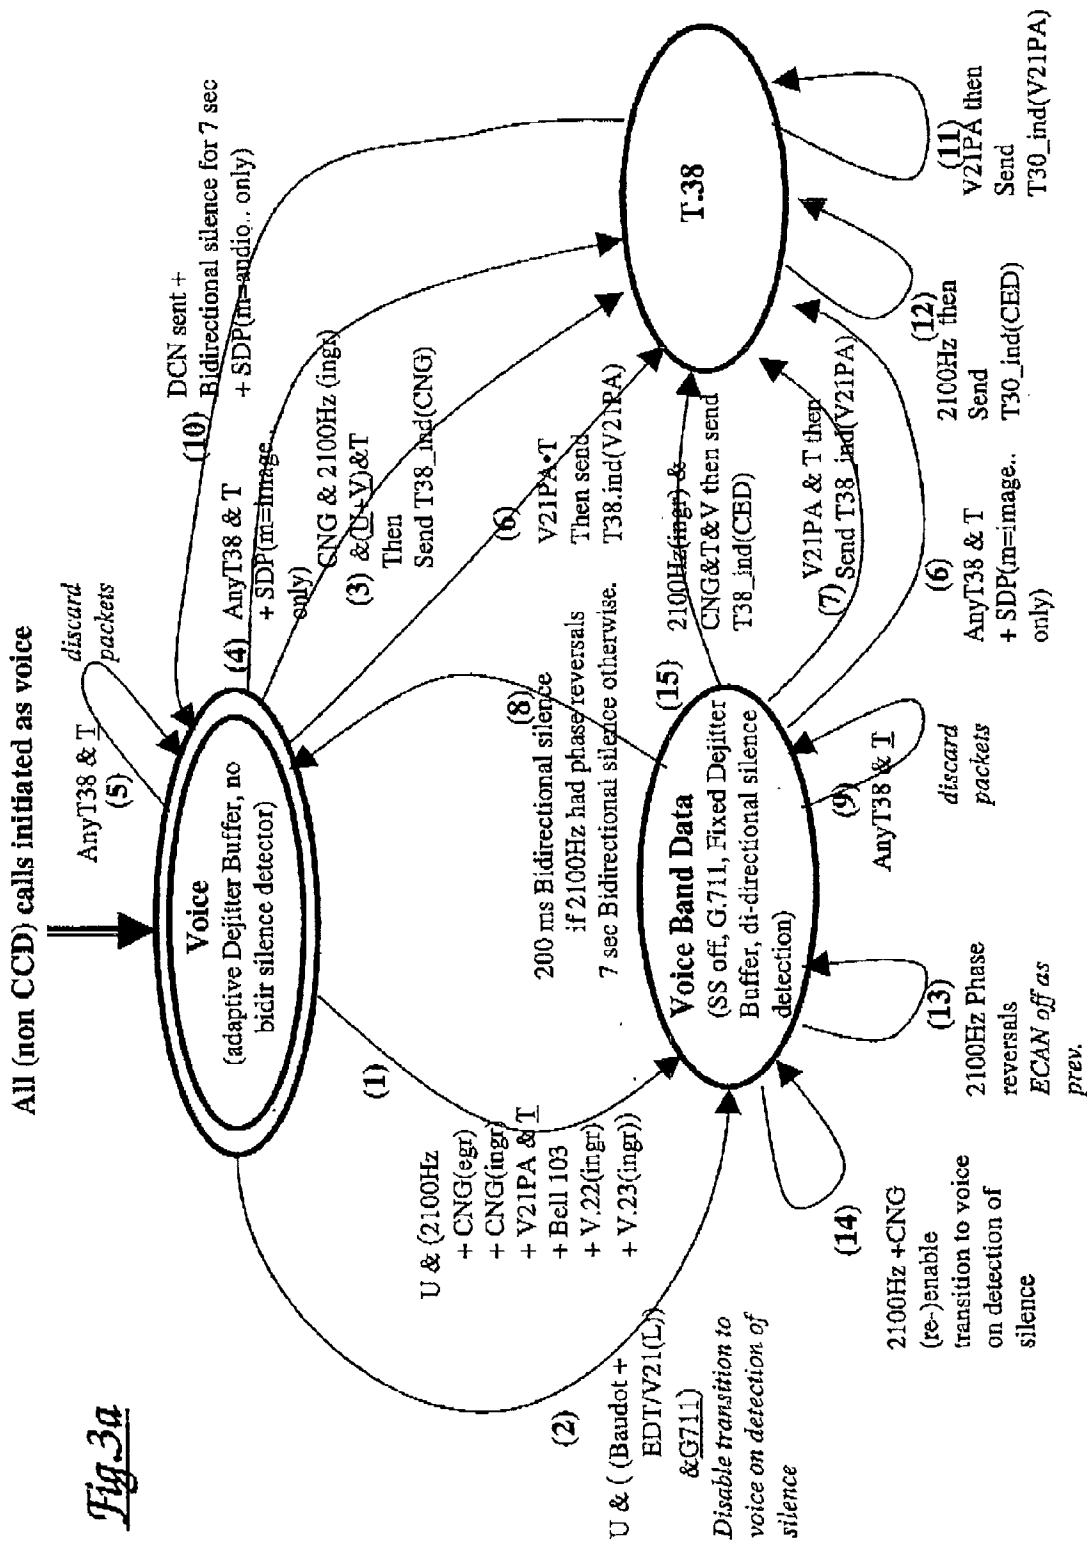 Fig.3a
All (non CCD) calls initiated as voice
AnyT38 & T
(5)
discard
packets
Voice
(adaptive Dejitter Buffer, no
bidir silence detector)
(10)
DCN sent +
Bidirectional silence for 7 sec
+ SDP(m=audio.. only)
(4) AnyT38 & T
+ SDP(m=image..
only)
CNG & 2100Hz (ingr)
(3) &(U+V)&T
Then
Send T38_ind(CNG)
(6)
V21PA•T
Then send
T38.ind(V21PA)
T.38
(1)
U & (2100Hz
+ CNG(egr)
+ CNG(ingr)
+ V21PA & T
+ Bell 103
+ V.22(ingr)
+ V.23(ingr))
(2)
U & ( (Baudot +
EDT/V21(L))
&G711)
Disable transition to
voice on detection of
silence
(8)
200 ms Bidirectional silence
if 2100Hz had phase reversals
7 sec Bidirectional silence otherwise.
(15)
2100Hz(ingr) &
CNG&T&V then send
T38_ind(CED)
Voice Band Data
(SS off, G.711, Fixed Dejitter
Buffer, di-directional silence
detection)
(7)
V21PA & T then
Send T38_ind(V21PA)
(6)
AnyT38 & T
+ SDP(m=image..
only)
(9)
AnyT38 & T
discard
packets
(11)
V21PA then
Send
T30_ind(V21PA)
(12)
2100Hz then
Send
T30_ind(CED)
(13)
2100Hz Phase
reversals
ECAN off as
prev.
(14)
2100Hz +CNG
(re-)enable
transition to voice
on detection of
silence